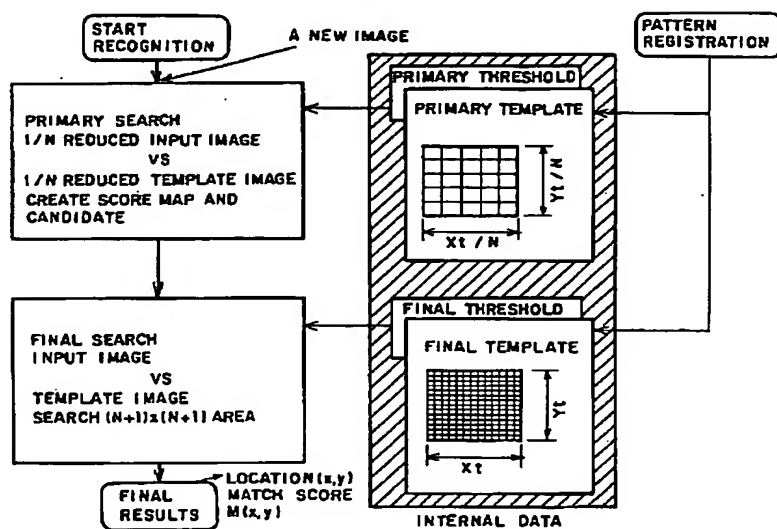 START
RECOGNITION
A NEW IMAGE
PATTERN
REGISTRATION
PRIMARY SEARCH
1/N REDUCED INPUT IMAGE
VS
1/N REDUCED TEMPLATE IMAGE
CREATE SCORE MAP AND
CANDIDATE
PRIMARY THRESHOLD
PRIMARY TEMPLATE
Yt/N
Xt/N
FINAL SEARCH
INPUT IMAGE
VS
TEMPLATE IMAGE
SEARCH (N+1)x(N+1) AREA
FINAL THRESHOLD
FINAL TEMPLATE
Yt
Xt
FINAL
RESULTS
LOCATION(x,y)
MATCH SCORE
M(x,y)
INTERNAL DATA